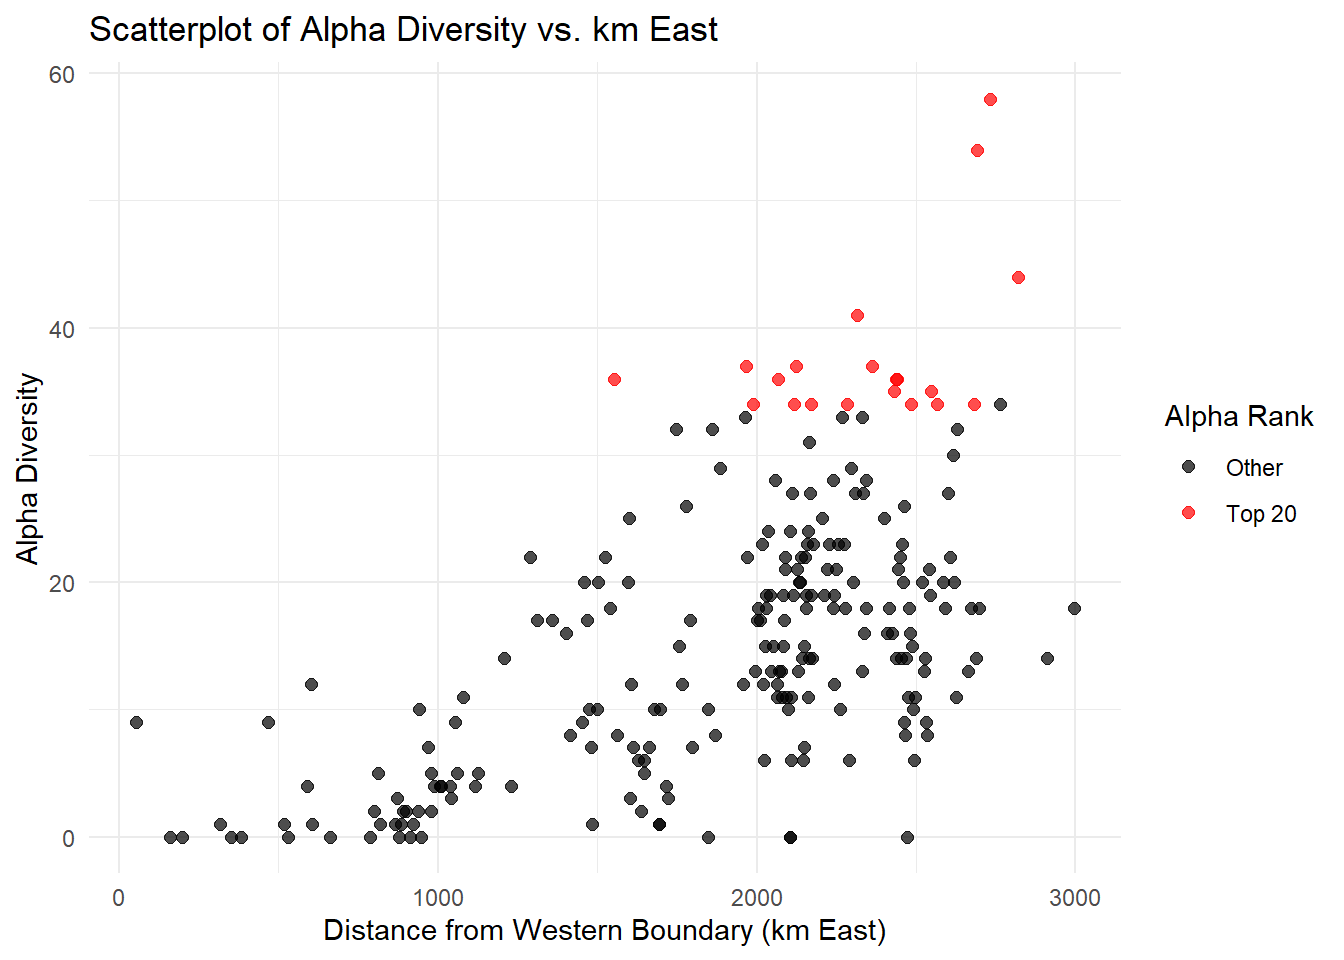 Scatterplot of Alpha Diversity vs. km East
60
40
20
0
Alpha Diversity
0 1000 2000 3000
Distance from Western Boundary (km East)
Alpha Rank
Other
Top 20